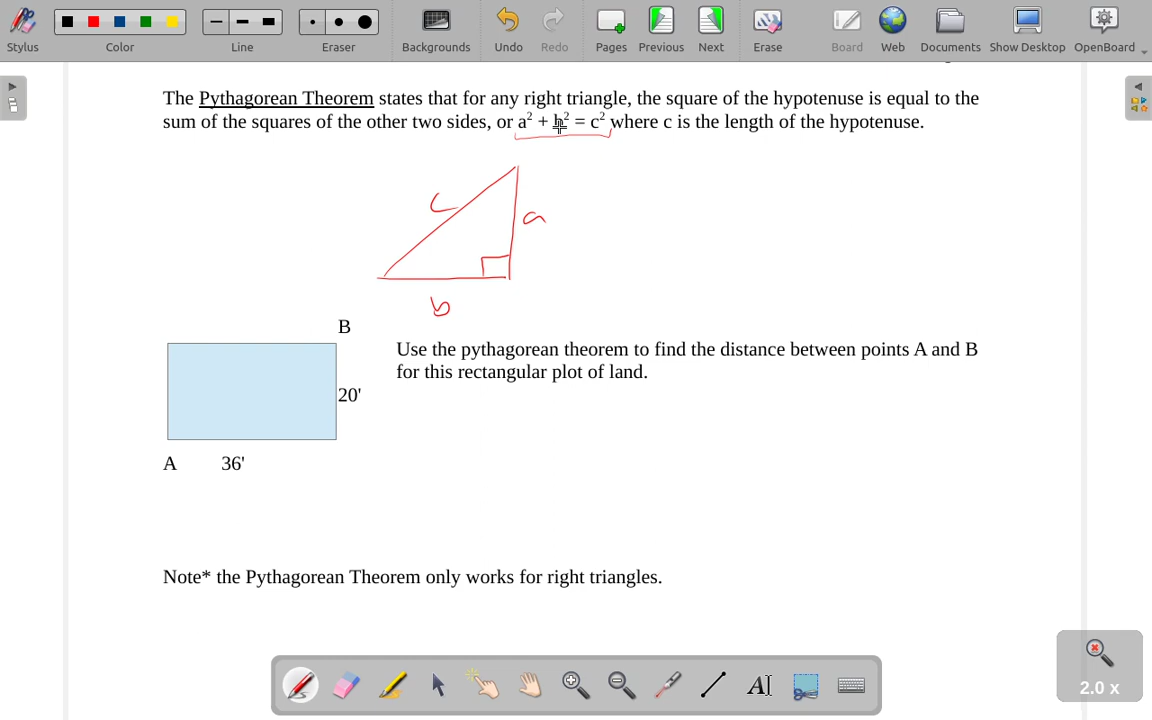 Stylus Color Line Eraser Backgrounds Undo Redo Pages Previous Next Erase Board Web Documents Show Desktop OpenBoard
The Pythagorean Theorem states that for any right triangle, the square of the hypotenuse is equal to the
sum of the squares of the other two sides, or a² + b² = c² where c is the length of the hypotenuse.
c
a
b
B
Use the pythagorean theorem to find the distance between points A and B
for this rectangular plot of land.
20'
A 36'
Note* the Pythagorean Theorem only works for right triangles.
2.0 x